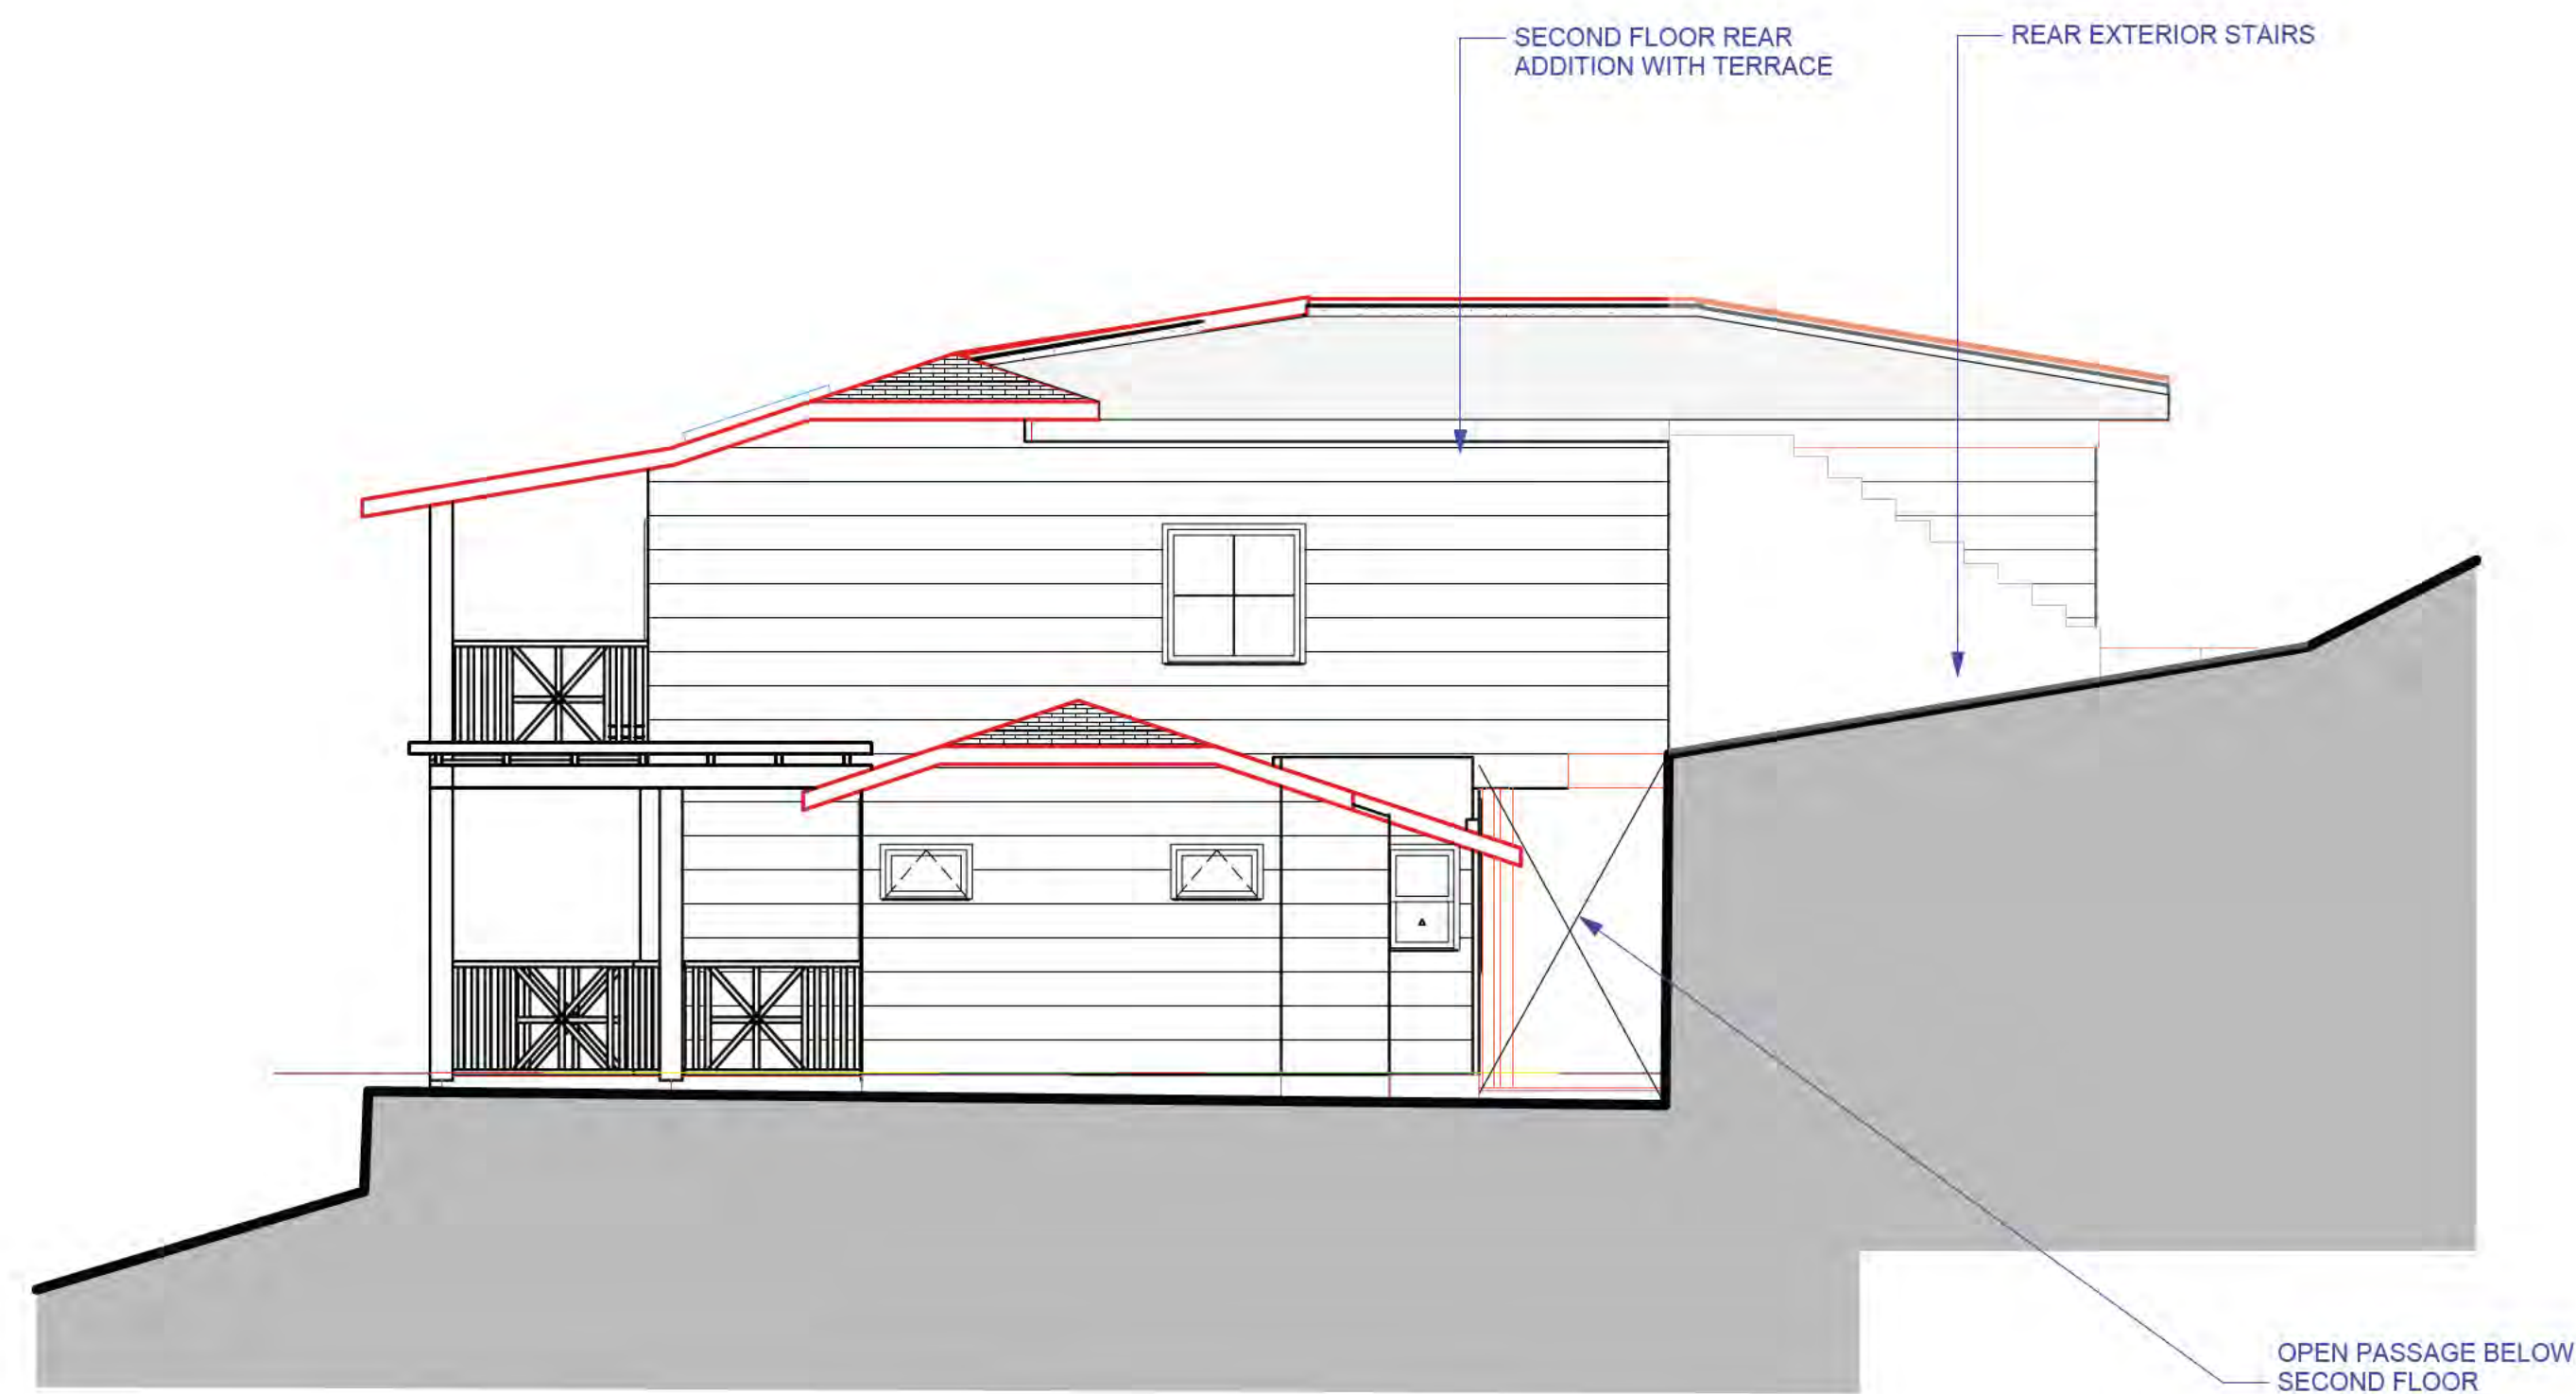 SECOND FLOOR REAR
ADDITION WITH TERRACE
REAR EXTERIOR STAIRS
OPEN PASSAGE BELOW
SECOND FLOOR